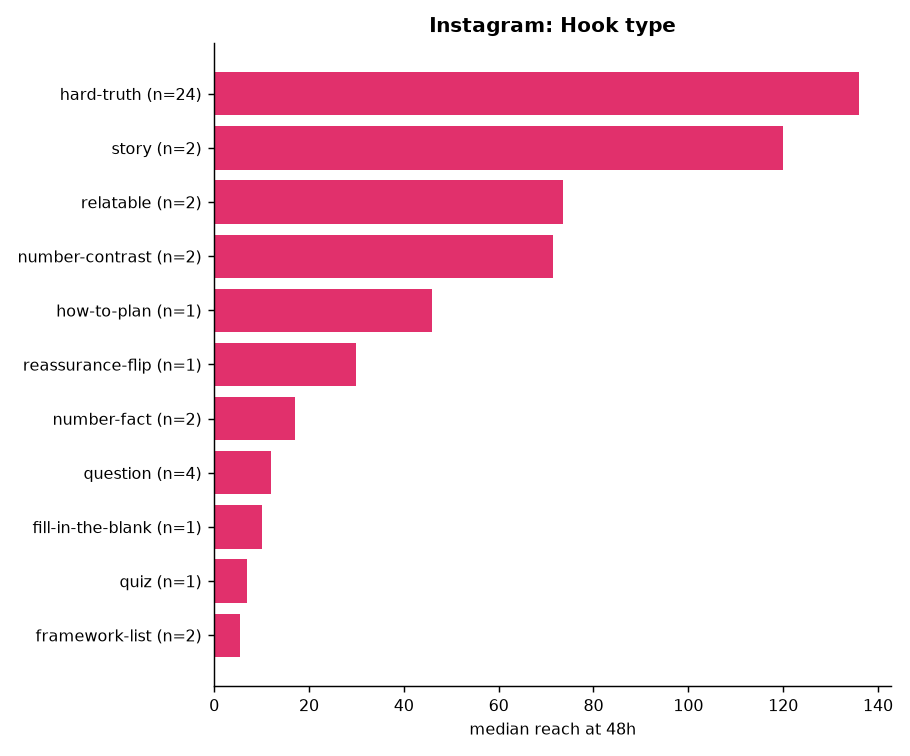 Instagram: Hook type
hard-truth (n=24)
story (n=2)
relatable (n=2)
number-contrast (n=2)
how-to-plan (n=1)
reassurance-flip (n=1)
number-fact (n=2)
question (n=4)
fill-in-the-blank (n=1)
quiz (n=1)
framework-list (n=2)
0 20 40 60 80 100 120 140
median reach at 48h